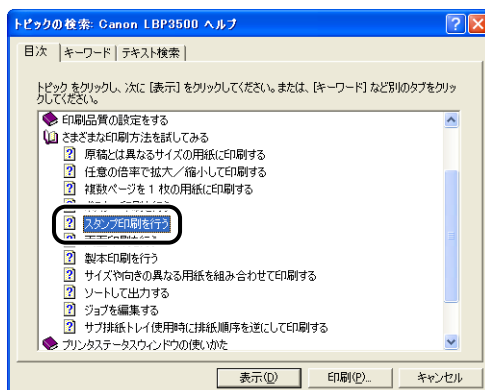 トピックの検索: Canon LBP3500 ヘルプ
目次
キーワード
テキスト検索
トピックをクリックし、次に [表示] をクリックしてください。または、[キーワード] など別のタブをクリッ
クしてください。
印刷品質の設定をする
さまざまな印刷方法を試してみる
原稿とは異なるサイズの用紙に印刷する
任意の倍率で拡大／縮小して印刷する
複数ページを 1 枚の用紙に印刷する
スタンプ印刷を行う
製本印刷を行う
サイズや向きの異なる用紙を組み合わせて印刷する
ソートして出力する
ジョブを編集する
サブ排紙トレイ使用時に排紙順序を逆にして印刷する
プリンタステータスウィンドウの使いかた
表示(D)
印刷(P)...
キャンセル